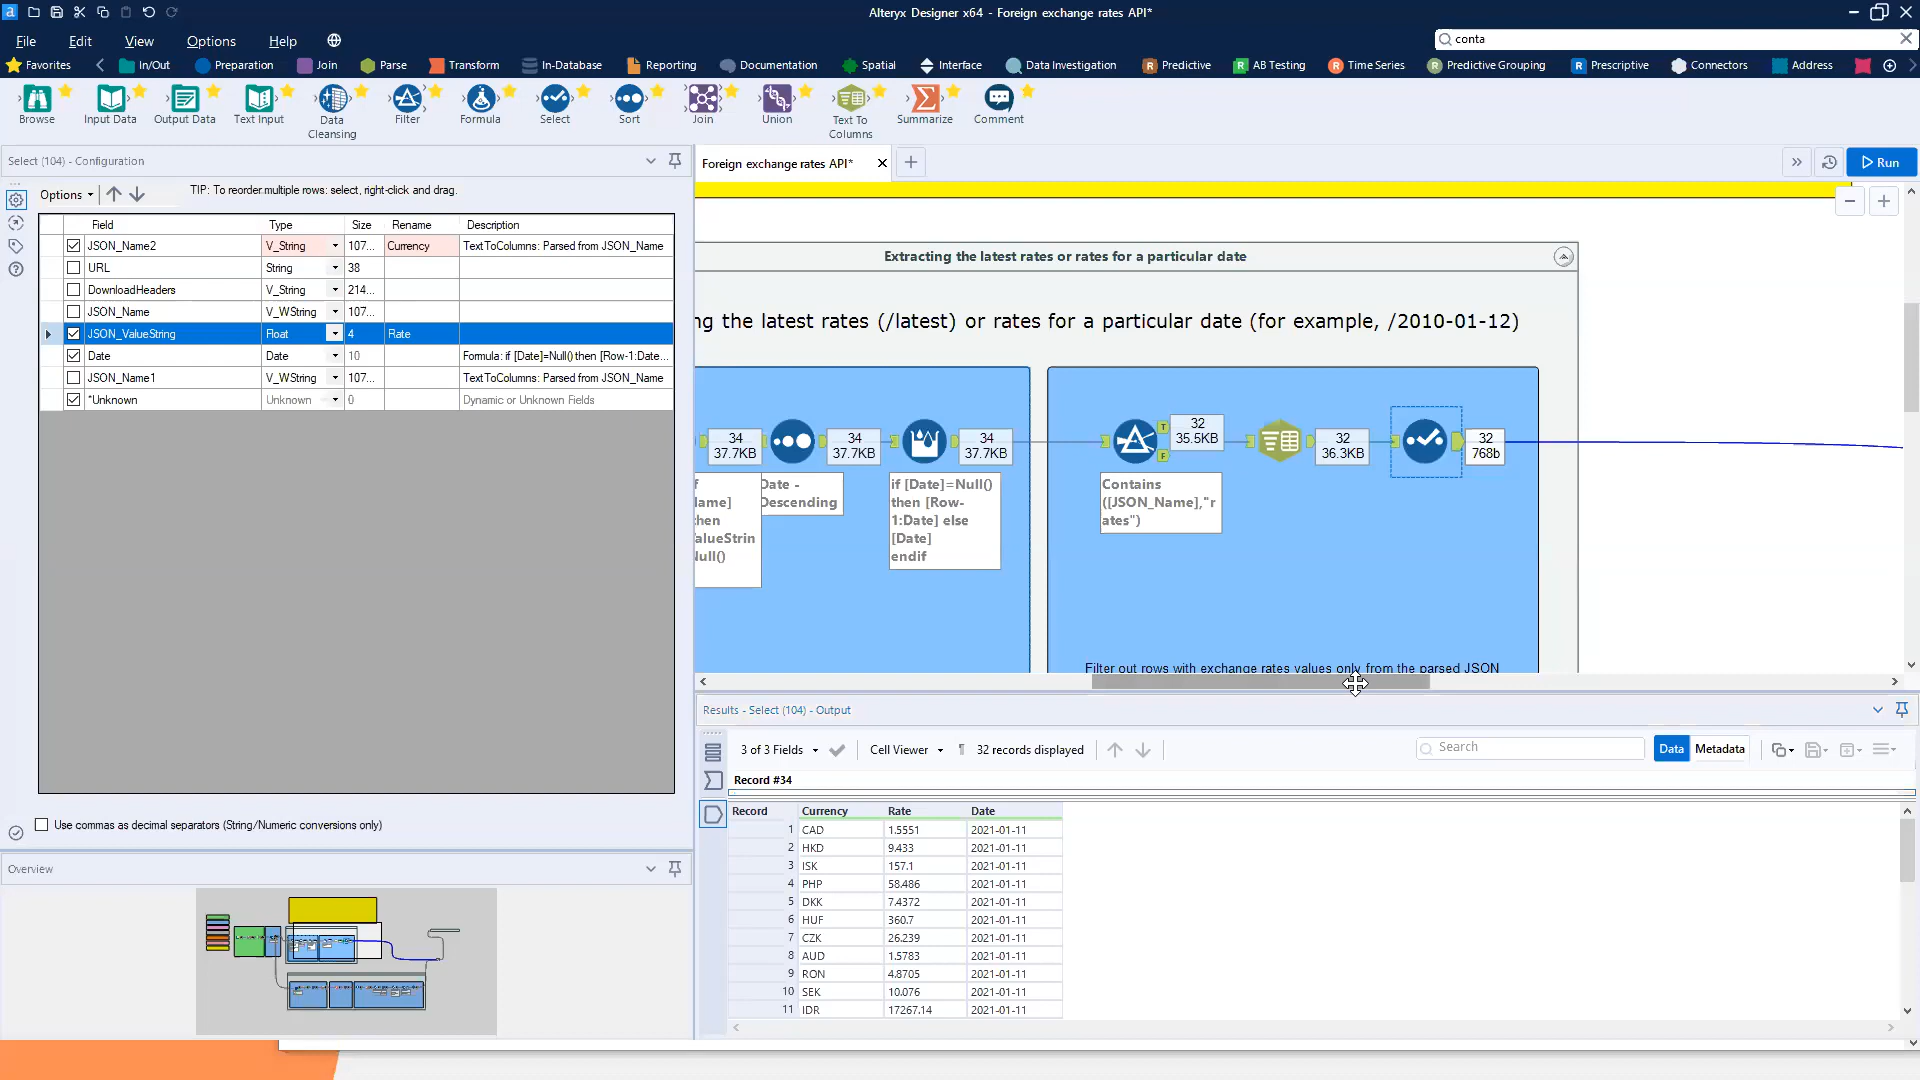 Alteryx Designer x64 - Foreign exchange rates API*
File Edit View Options Help
conta
Favorites In/Out Preparation Join Parse Transform In-Database Reporting Documentation Spatial Interface Data Investigation Predictive AB Testing Time Series Predictive Grouping Prescriptive Connectors Address
Browse Input Data Output Data Text Input Data Cleansing Filter Formula Select Sort Join Union Text To Columns Summarize Comment
Select (104) - Configuration
Foreign exchange rates API*
Run
Options TIP: To reorder multiple rows: select, right-click and drag.
Field Type Size Rename Description
JSON_Name2 V_String 107... Currency TextToColumns: Parsed from JSON_Name
URL String 38
DownloadHeaders V_String 214...
JSON_Name V_WString 107...
JSON_ValueString Float 4 Rate
Date Date 10 Formula: if [Date]=Null() then [Row-1:Date...
JSON_Name1 V_WString 107... TextToColumns: Parsed from JSON_Name
*Unknown Unknown 0 Dynamic or Unknown Fields
Use commas as decimal separators (String/Numeric conversions only)
Overview
Extracting the latest rates or rates for a particular date
ng the latest rates (/latest) or rates for a particular date (for example, /2010-01-12)
34
37.7KB
34
37.7KB
34
37.7KB
T
F
32
35.5KB
32
36.3KB
32
768b
Date -
Descending
if [Date]=Null()
then [Row-
1:Date] else
[Date]
endif
Contains
([JSON_Name],"r
ates")
Filter out rows with exchange rates values only from the parsed JSON
Results - Select (104) - Output
3 of 3 Fields Cell Viewer 32 records displayed Search Data Metadata
Record #34
Record Currency Rate Date
1 CAD 1.5551 2021-01-11
2 HKD 9.433 2021-01-11
3 ISK 157.1 2021-01-11
4 PHP 58.486 2021-01-11
5 DKK 7.4372 2021-01-11
6 HUF 360.7 2021-01-11
7 CZK 26.239 2021-01-11
8 AUD 1.5783 2021-01-11
9 RON 4.8705 2021-01-11
10 SEK 10.076 2021-01-11
11 IDR 17267.14 2021-01-11